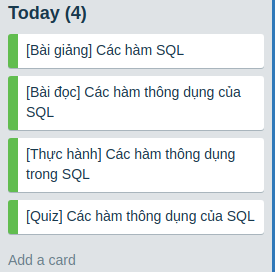 Today (4)
[Bài giảng] Các hàm SQL
[Bài đọc] Các hàm thông dụng của
SQL
[Thực hành] Các hàm thông dụng
trong SQL
[Quiz] Các hàm thông dụng của SQL
Add a card